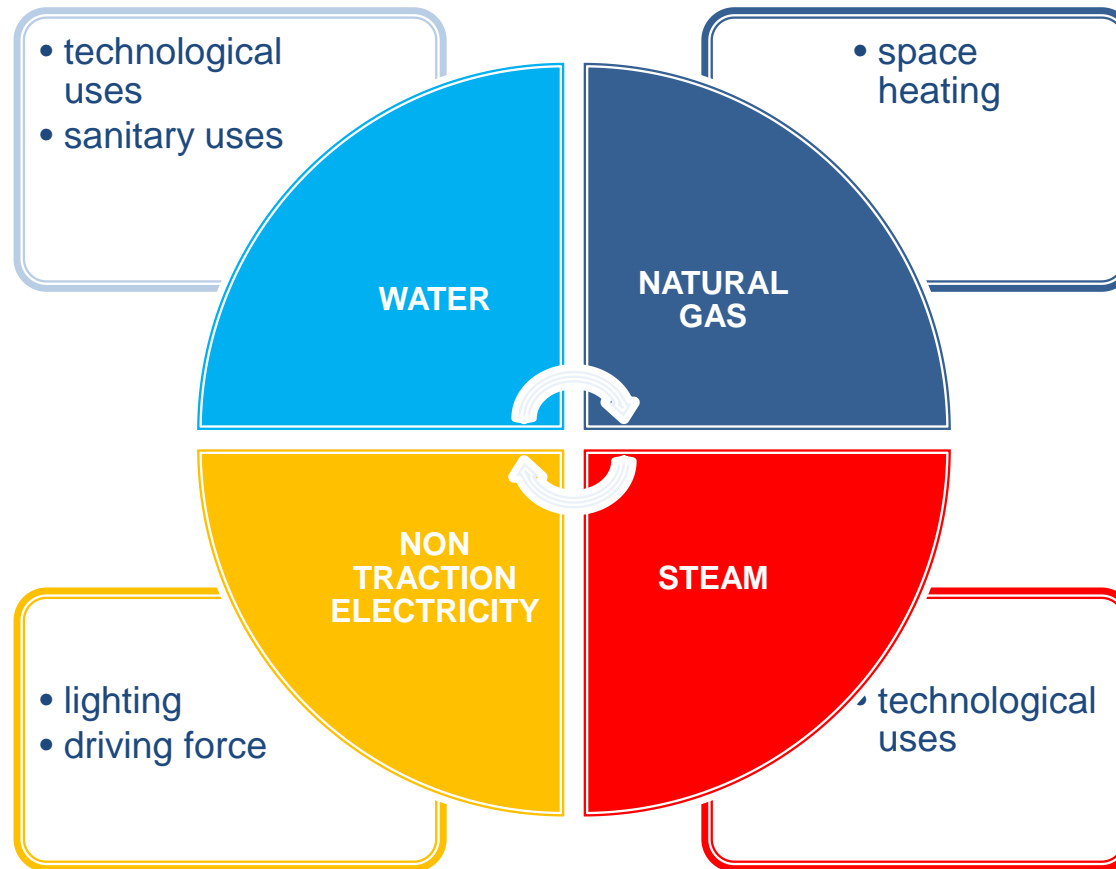 • technological
uses
• sanitary uses
• space
heating
WATER
NATURAL
GAS
NON
TRACTION
ELECTRICITY
STEAM
• lighting
• driving force
• technological
uses